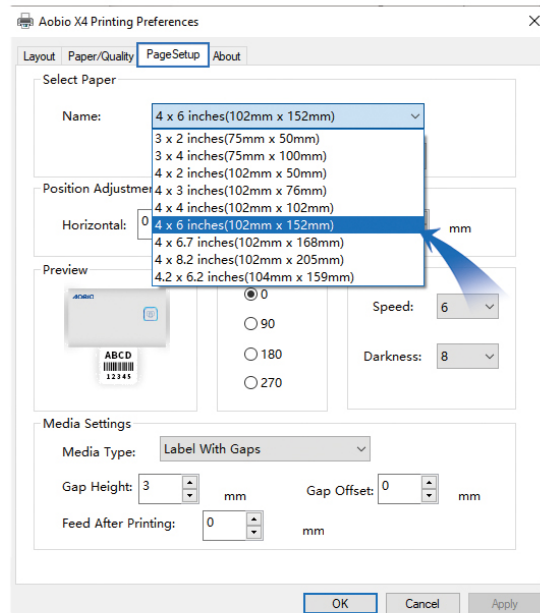 Aobio X4 Printing Preferences
Layout Paper/Quality PageSetup About
Select Paper
Name: 4 x 6 inches(102mm x 152mm)
3 x 2 inches(75mm x 50mm)
3 x 4 inches(75mm x 100mm)
4 x 2 inches(102mm x 50mm)
4 x 3 inches(102mm x 76mm)
4 x 4 inches(102mm x 102mm)
4 x 6 inches(102mm x 152mm)
4 x 6.7 inches(102mm x 168mm)
4 x 8.2 inches(102mm x 205mm)
4.2 x 6.2 inches(104mm x 159mm)
Position
Horizontal: 0 mm
Preview
AOBIO
ABCD
12345
0
90
180
270
Speed: 6
Darkness: 8
Media Settings
Media Type: Label With Gaps
Gap Height: 3 mm Gap Offset: 0 mm
Feed After Printing: 0 mm
OK Cancel Apply